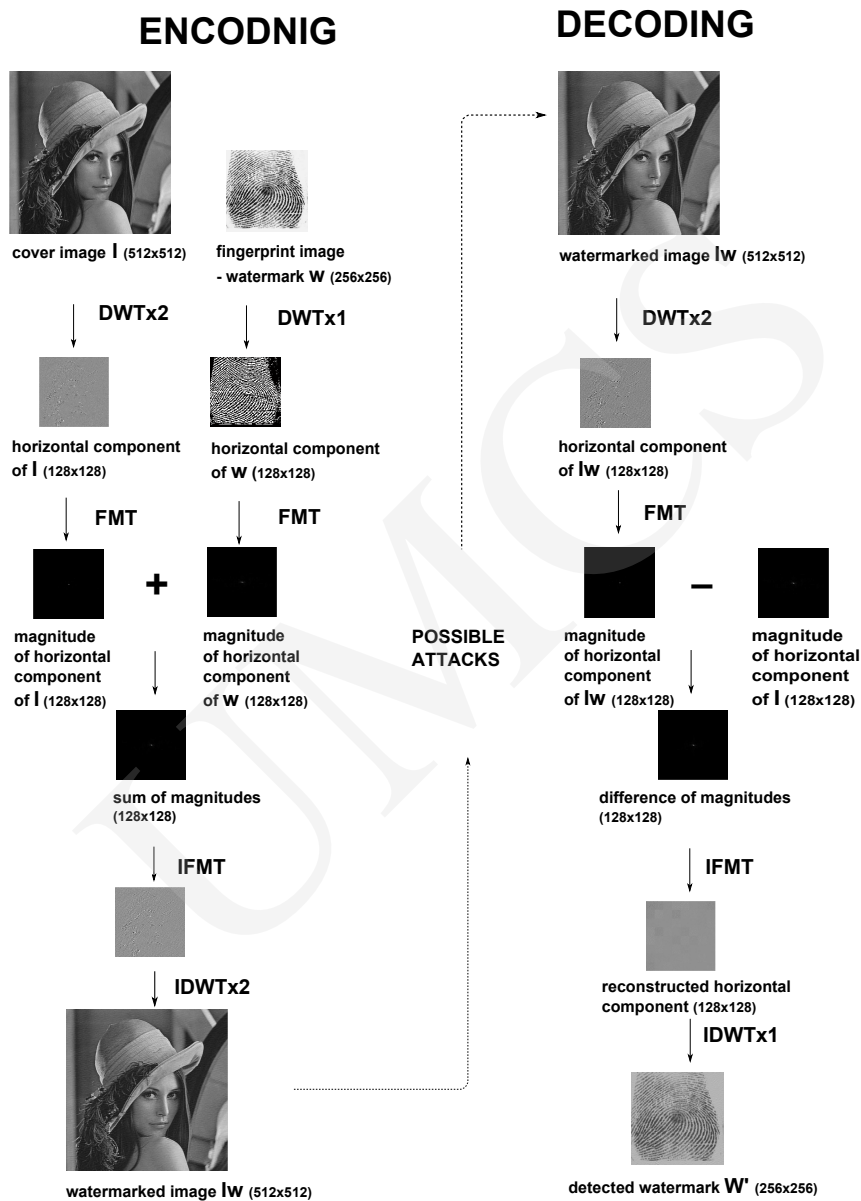 ENCODNIG
cover image I (512x512)
fingerprint image
- watermark w (256x256)
DWTx2
DWTx1
horizontal component
of I (128x128)
horizontal component
of w (128x128)
FMT
FMT
+
magnitude
of horizontal
component
of I (128x128)
magnitude
of horizontal
component
of w (128x128)
sum of magnitudes
(128x128)
IFMT
IDWTx2
watermarked image Iw (512x512)
POSSIBLE
ATTACKS
DECODING
watermarked image Iw (512x512)
DWTx2
horizontal component
of Iw (128x128)
FMT
–
magnitude
of horizontal
component
of Iw (128x128)
magnitude
of horizontal
component
of I (128x128)
difference of magnitudes
(128x128)
IFMT
reconstructed horizontal
component (128x128)
IDWTx1
detected watermark W' (256x256)
UMCS